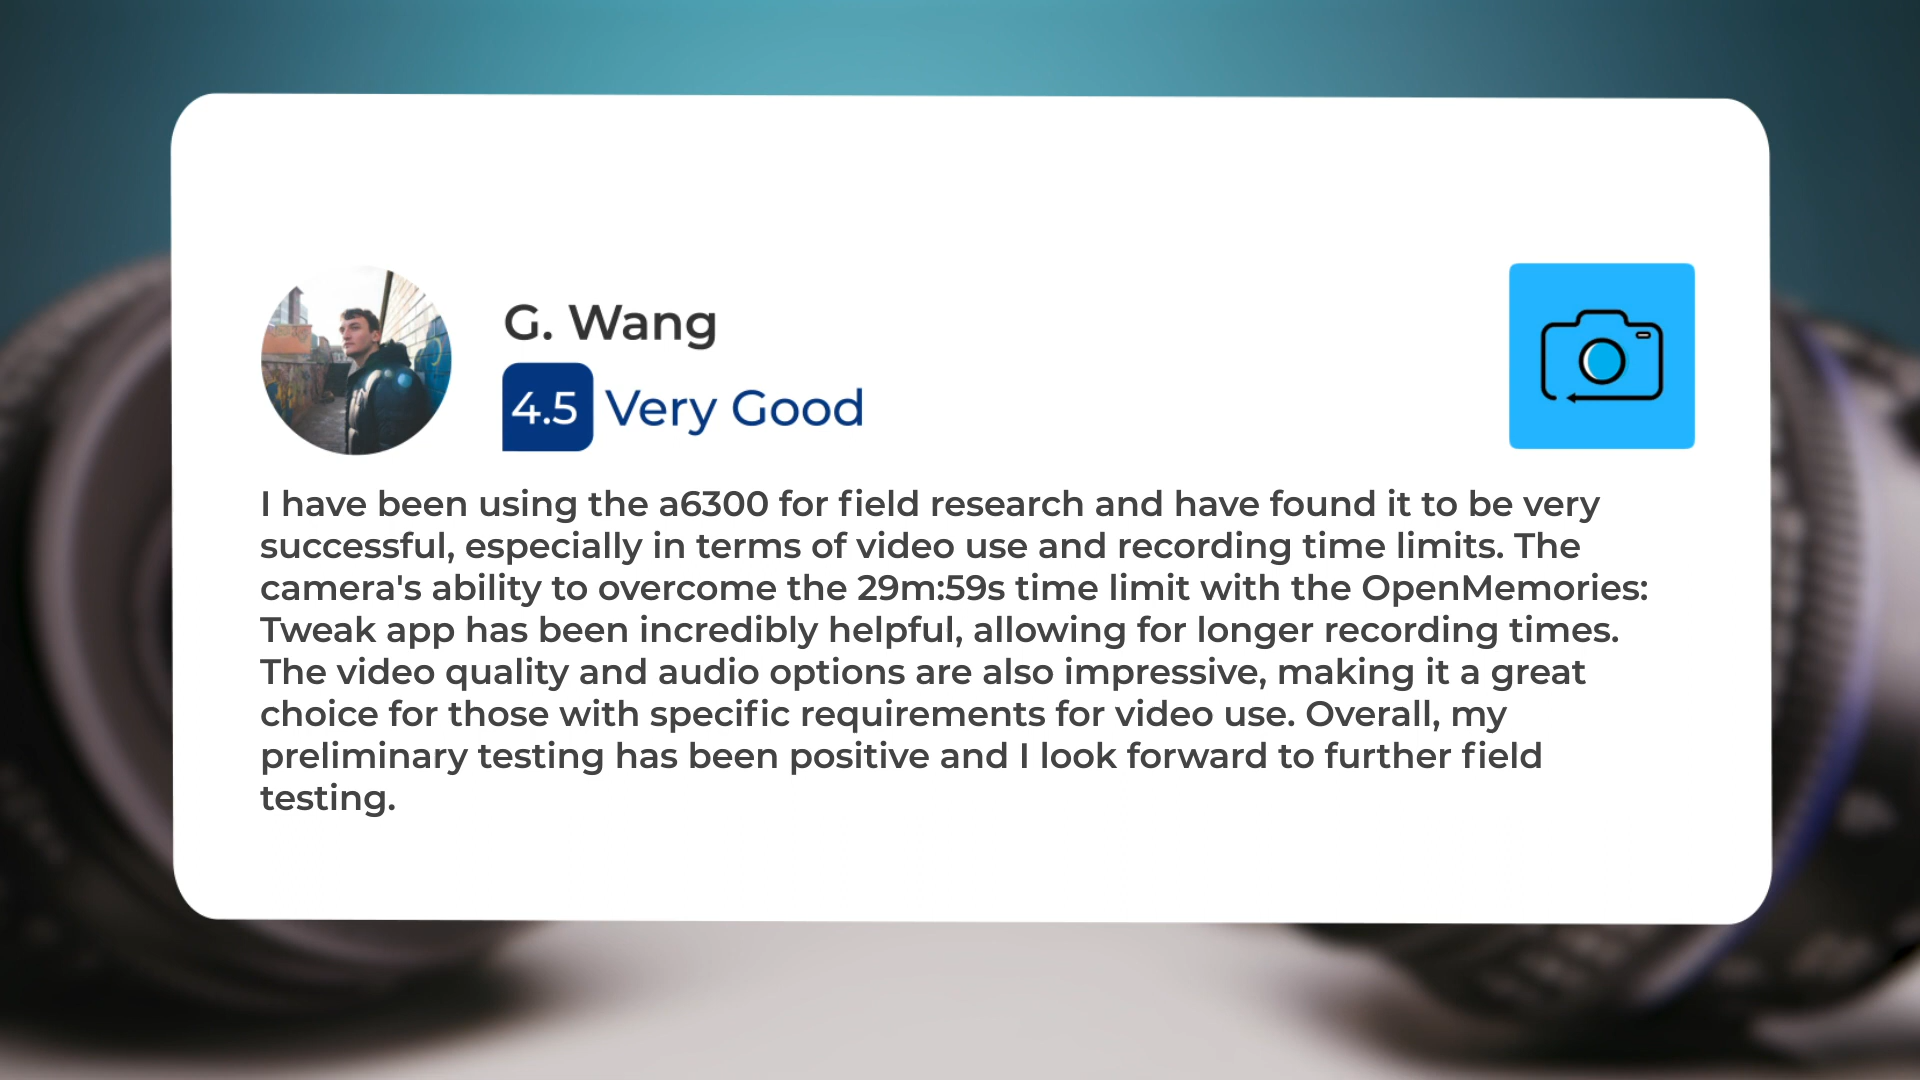 G. Wang
4.5 Very Good
I have been using the a6300 for field research and have found it to be very
successful, especially in terms of video use and recording time limits. The
camera's ability to overcome the 29m:59s time limit with the OpenMemories:
Tweak app has been incredibly helpful, allowing for longer recording times.
The video quality and audio options are also impressive, making it a great
choice for those with specific requirements for video use. Overall, my
preliminary testing has been positive and I look forward to further field
testing.